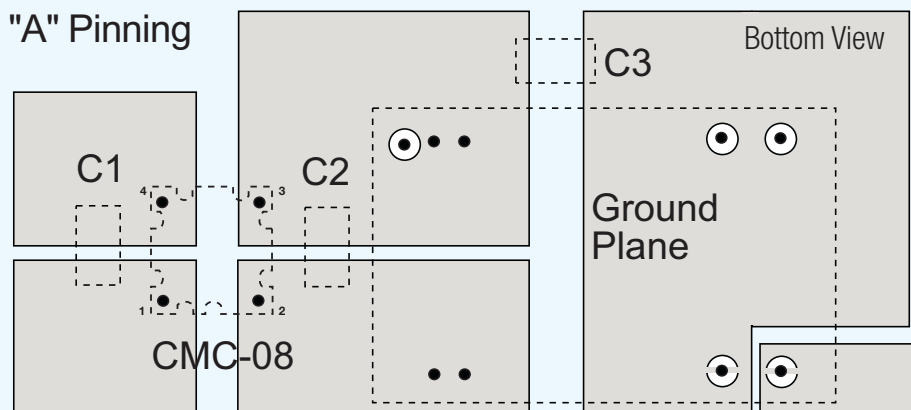 "A" Pinning
Bottom View
C3
C1
C2
4
3
Ground
Plane
1
2
CMC-08